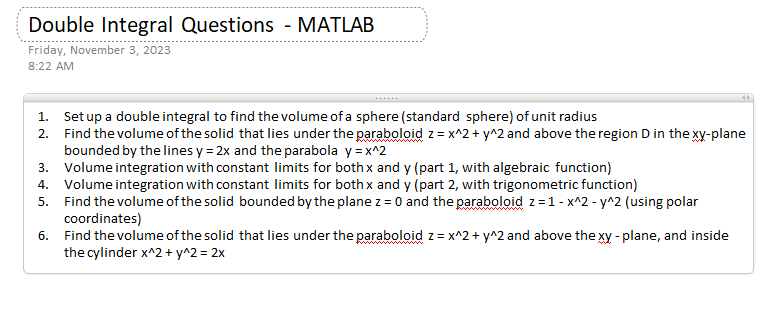 Double Integral Questions - MATLAB
Friday, November 3, 2023
8:22 AM
1. Set up a double integral to find the volume of a sphere (standard sphere) of unit radius
2. Find the volume of the solid that lies under the paraboloid z = x^2 + y^2 and above the region D in the xy-plane
bounded by the lines y = 2x and the parabola y = x^2
3. Volume integration with constant limits for both x and y (part 1, with algebraic function)
4. Volume integration with constant limits for both x and y (part 2, with trigonometric function)
5. Find the volume of the solid bounded by the plane z = 0 and the paraboloid z = 1 - x^2 - y^2 (using polar
coordinates)
6. Find the volume of the solid that lies under the paraboloid z = x^2 + y^2 and above the xy - plane, and inside
the cylinder x^2 + y^2 = 2x